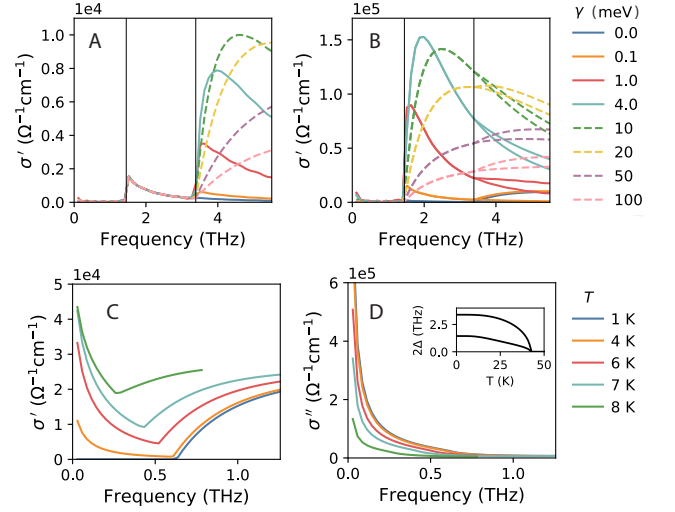 1e4
A
σ′ (Ω⁻¹cm⁻¹)
1.0
0.8
0.6
0.4
0.2
0.0
0
2
4
Frequency (THz)
1e5
B
σ′ (Ω⁻¹cm⁻¹)
1.5
1.0
0.5
0.0
0
2
4
Frequency (THz)
γ (meV)
0.0
0.1
1.0
4.0
10
20
50
100
1e4
C
σ′ (Ω⁻¹cm⁻¹)
5
4
3
2
1
0
0.0
0.5
1.0
Frequency (THz)
1e5
D
σ″ (Ω⁻¹cm⁻¹)
6
4
2
0
0.0
0.5
1.0
Frequency (THz)
2Δ (THz)
2.5
0.0
0
25
50
T (K)
T
1 K
4 K
6 K
7 K
8 K